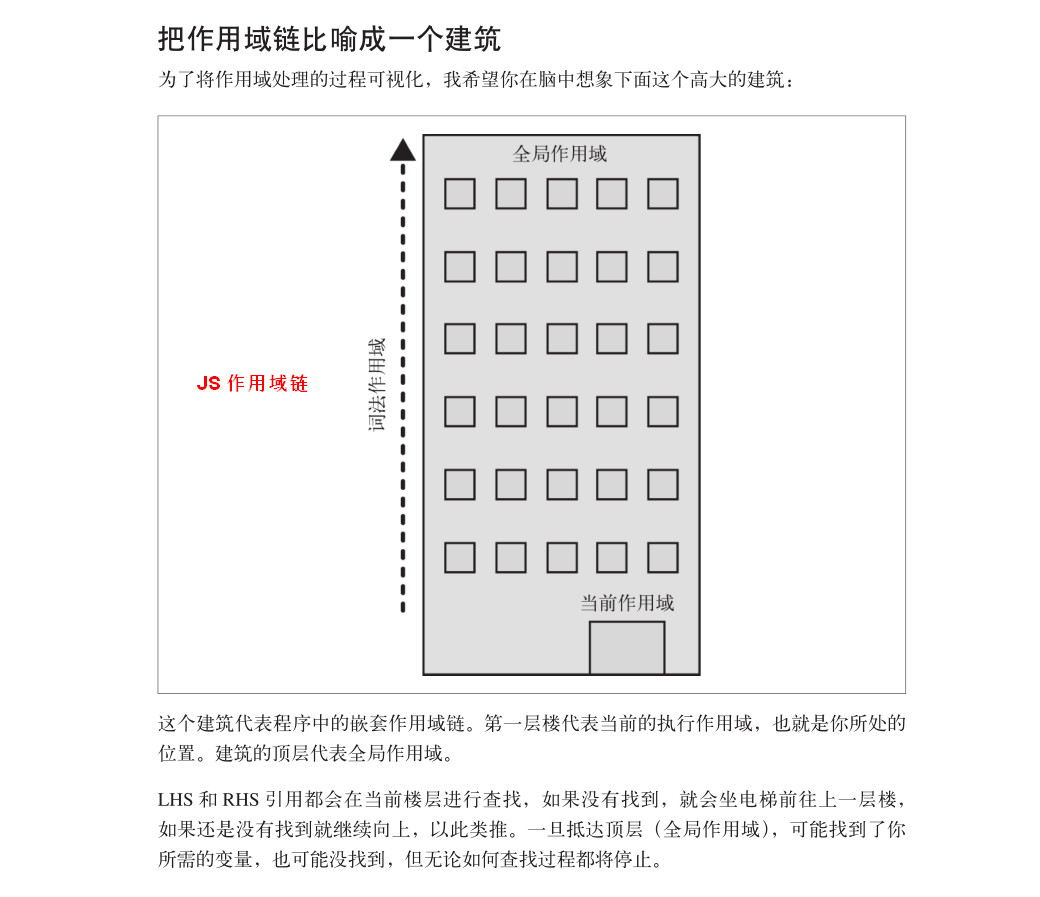 把作用域链比喻成一个建筑
为了将作用域处理的过程可视化，我希望你在脑中想象下面这个高大的建筑：
全局作用域
词法作用域
JS 作用域链
当前作用域
这个建筑代表程序中的嵌套作用域链。第一层楼代表当前的执行作用域，也就是你所处的
位置。建筑的顶层代表全局作用域。
LHS 和 RHS 引用都会在当前楼层进行查找，如果没有找到，就会坐电梯前往上一层楼，
如果还是没有找到就继续向上，以此类推。一旦抵达顶层（全局作用域），可能找到了你
所需的变量，也可能没找到，但无论如何查找过程都将停止。